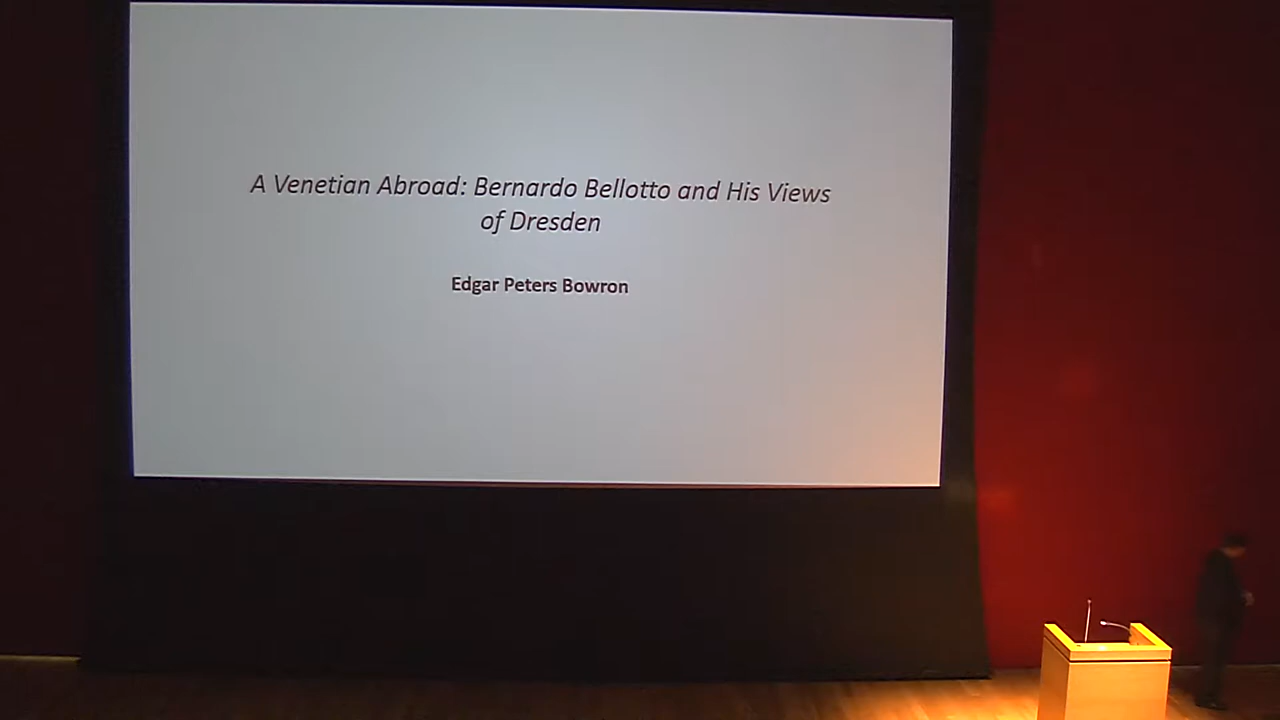 A Venetian Abroad: Bernardo Bellotto and His Views
of Dresden
Edgar Peters Bowron